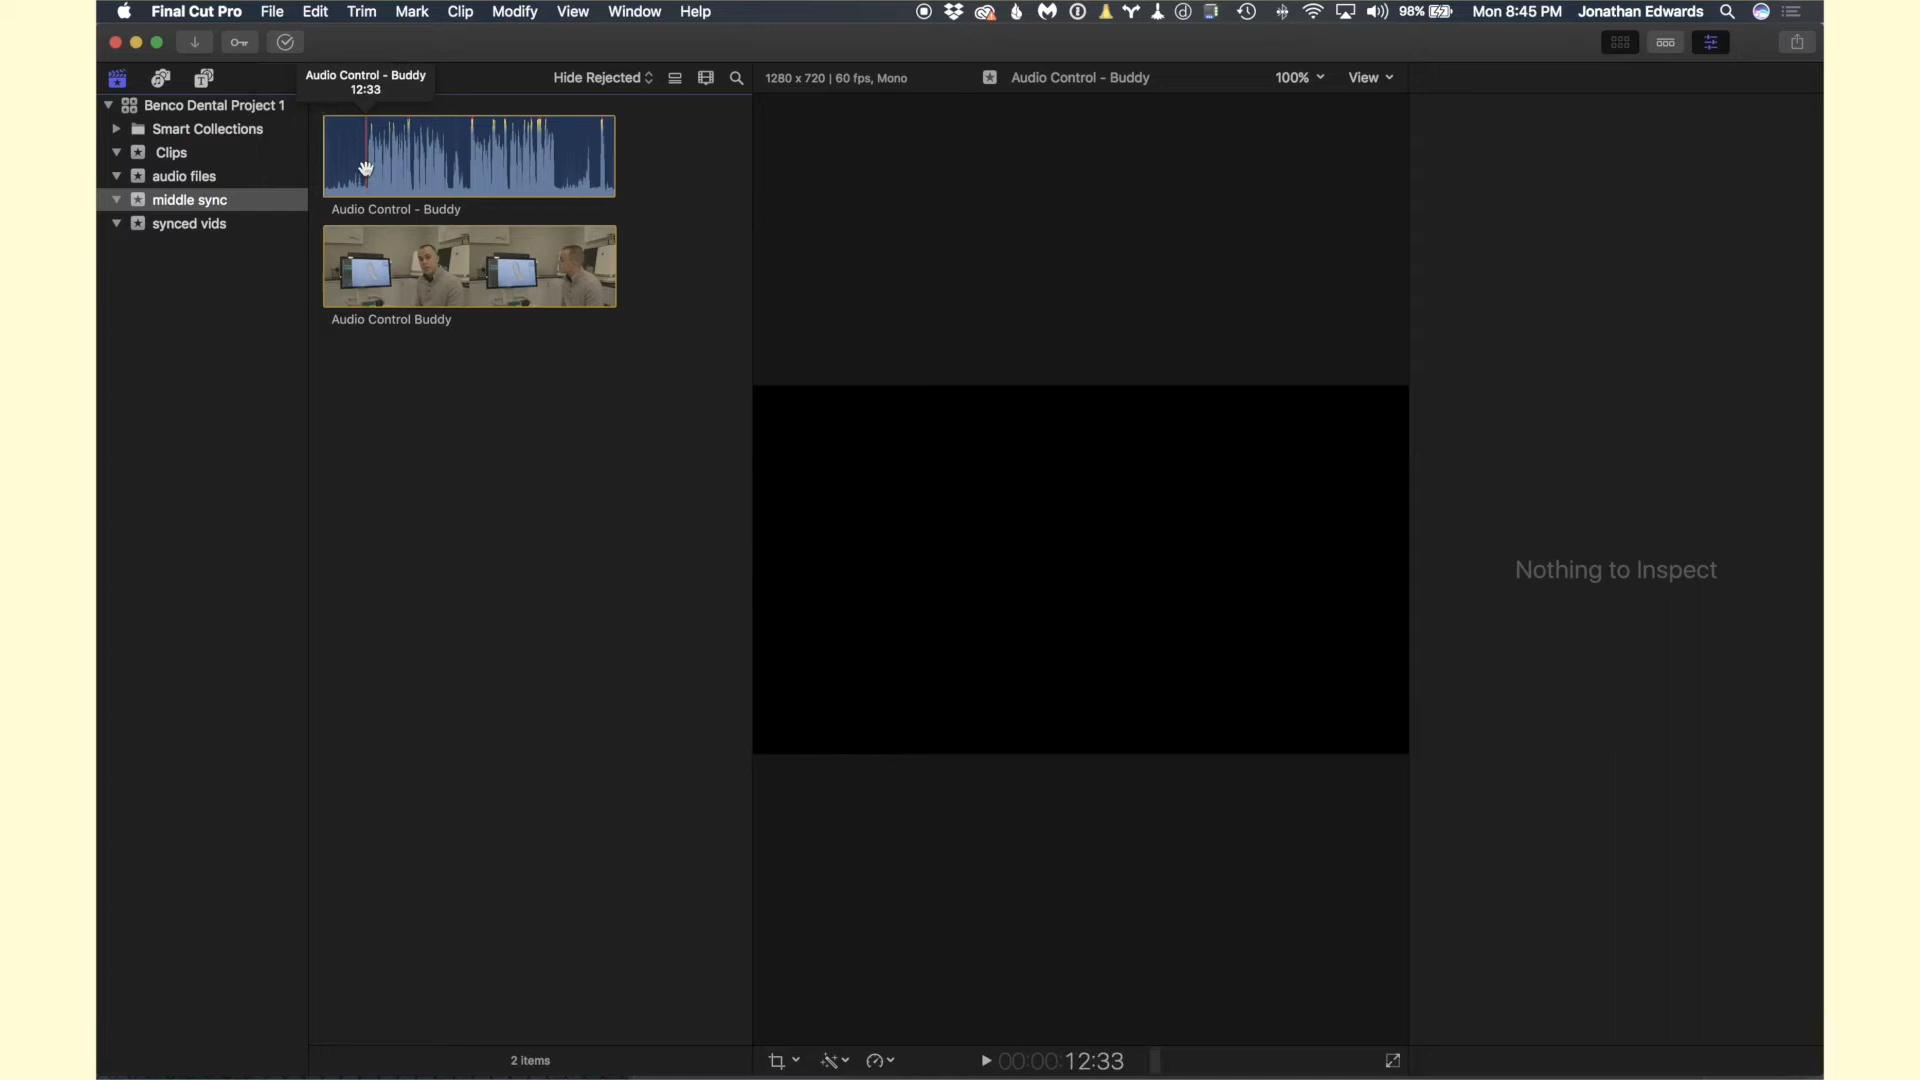 Final Cut Pro File Edit Trim Mark Clip Modify View Window Help 98% Mon 8:45 PM Jonathan Edwards
Audio Control - Buddy
12:33
Hide Rejected
1280 x 720 | 60 fps, Mono
Audio Control - Buddy
100%
View
Benco Dental Project 1
Smart Collections
Clips
audio files
middle sync
synced vids
Audio Control - Buddy
Audio Control Buddy
Nothing to Inspect
2 items
00:00:12:33